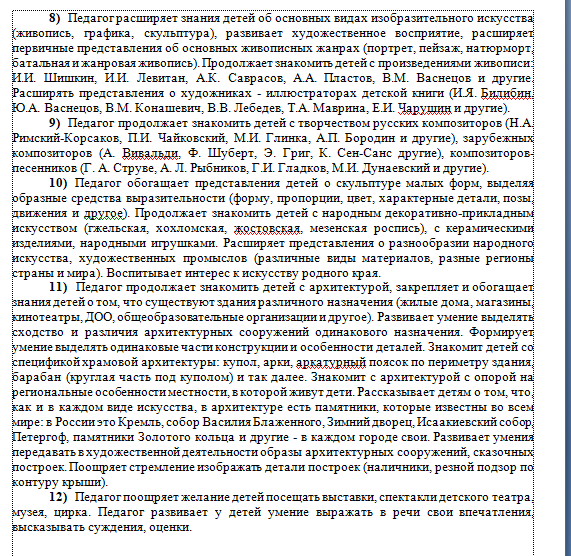 8) Педагог расширяет знания детей об основных видах изобразительного искусства
(живопись, графика, скульптура), развивает художественное восприятие, расширяет
первичные представления об основных живописных жанрах (портрет, пейзаж, натюрморт,
батальная и жанровая живопись). Продолжает знакомить детей с произведениями живописи:
И.И. Шишкин, И.И. Левитан, А.К. Саврасов, А.А. Пластов, В.М. Васнецов и другие.
Расширять представления о художниках - иллюстраторах детской книги (И.Я. Билибин,
Ю.А. Васнецов, В.М. Конашевич, В.В. Лебедев, Т.А. Маврина, Е.И. Чарушин и другие).
9) Педагог продолжает знакомить детей с творчеством русских композиторов (Н.А.
Римский-Корсаков, П.И. Чайковский, М.И. Глинка, А.П. Бородин и другие), зарубежных
композиторов (А. Вивальди, Ф. Шуберт, Э. Григ, К. Сен-Санс другие), композиторов-
песенников (Г. А. Струве, А. Л. Рыбников, Г.И. Гладков, М.И. Дунаевский и другие).
10) Педагог обогащает представления детей о скульптуре малых форм, выделяя
образные средства выразительности (форму, пропорции, цвет, характерные детали, позы,
движения и другое). Продолжает знакомить детей с народным декоративно-прикладным
искусством (гжельская, хохломская, жостовская, мезенская роспись), с керамическими
изделиями, народными игрушками. Расширяет представления о разнообразии народного
искусства, художественных промыслов (различные виды материалов, разные регионы
страны и мира). Воспитывает интерес к искусству родного края.
11) Педагог продолжает знакомить детей с архитектурой, закрепляет и обогащает
знания детей о том, что существуют здания различного назначения (жилые дома, магазины,
кинотеатры, ДОО, общеобразовательные организации и другое). Развивает умение выделять
сходство и различия архитектурных сооружений одинакового назначения. Формирует
умение выделять одинаковые части конструкции и особенности деталей. Знакомит детей со
спецификой храмовой архитектуры: купол, арки, аркатурный поясок по периметру здания,
барабан (круглая часть под куполом) и так далее. Знакомит с архитектурой с опорой на
региональные особенности местности, в которой живут дети. Рассказывает детям о том, что,
как и в каждом виде искусства, в архитектуре есть памятники, которые известны во всем
мире: в России это Кремль, собор Василия Блаженного, Зимний дворец, Исаакиевский собор,
Петергоф, памятники Золотого кольца и другие - в каждом городе свои. Развивает умения
передавать в художественной деятельности образы архитектурных сооружений, сказочных
построек. Поощряет стремление изображать детали построек (наличники, резной подзор по
контуру крыши).
12) Педагог поощряет желание детей посещать выставки, спектакли детского театра,
музея, цирка. Педагог развивает у детей умение выражать в речи свои впечатления,
высказывать суждения, оценки.